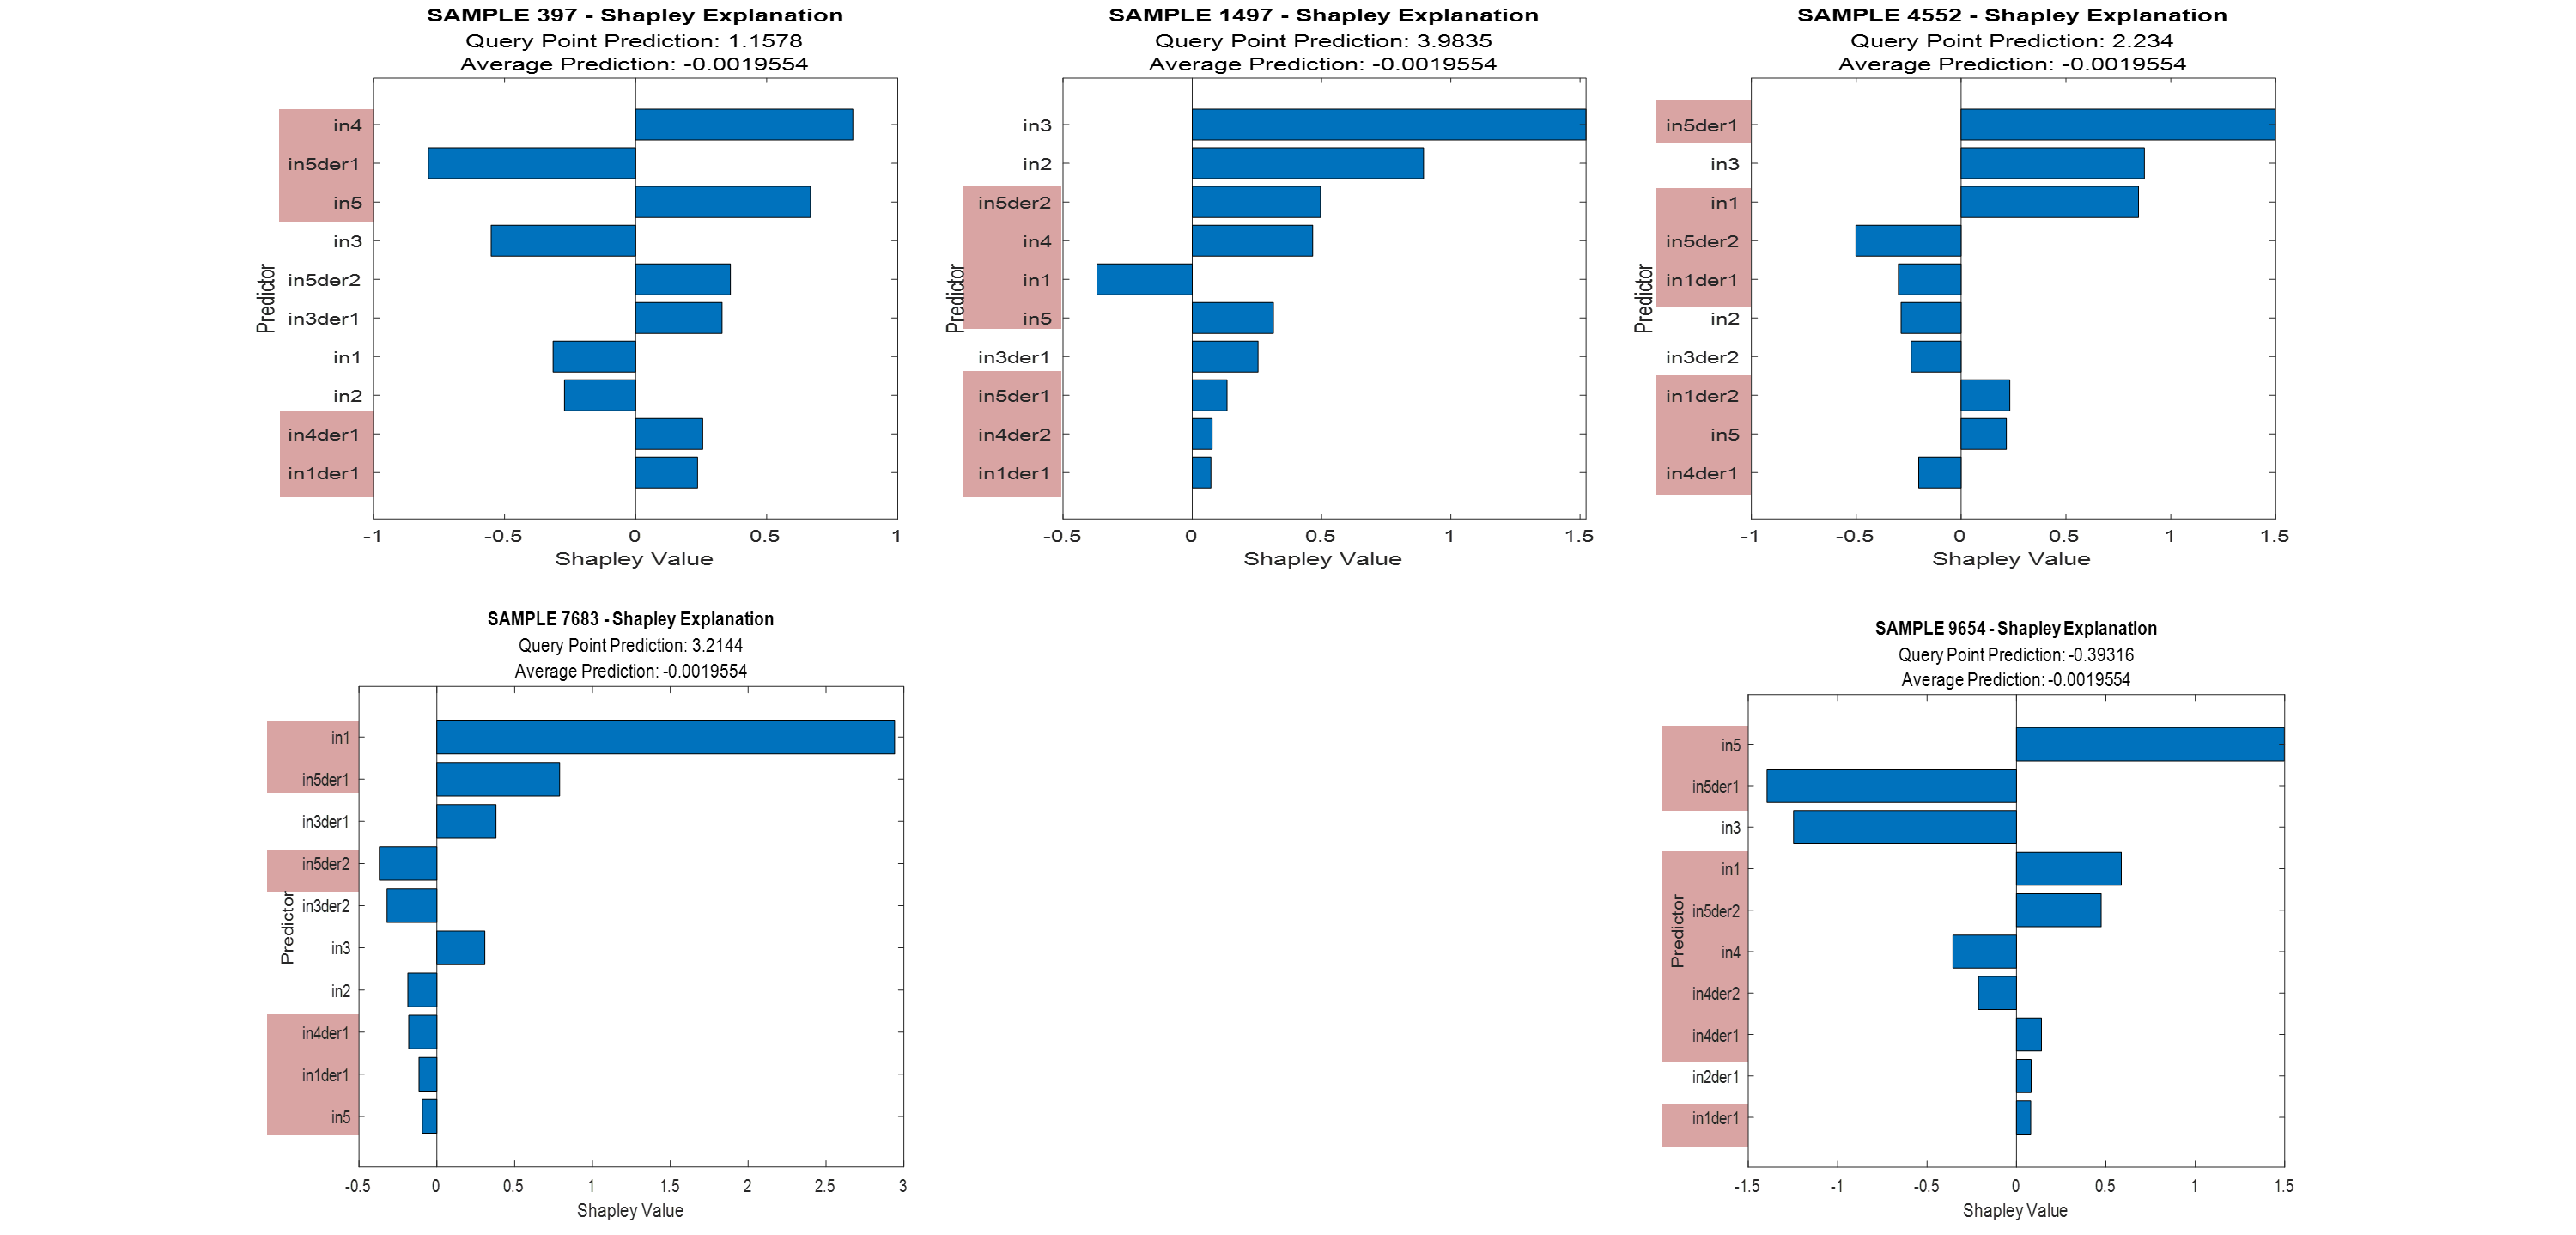 SAMPLE 397 - Shapley Explanation
Query Point Prediction: 1.1578
Average Prediction: -0.0019554
in4
in5der1
in5
in3
in5der2
in3der1
in1
in2
in4der1
in1der1
Predictor
-1 -0.5 0 0.5 1
Shapley Value
SAMPLE 1497 - Shapley Explanation
Query Point Prediction: 3.9835
Average Prediction: -0.0019554
in3
in2
in5der2
in4
in1
in5
in3der1
in5der1
in4der2
in1der1
Predictor
-0.5 0 0.5 1 1.5
Shapley Value
SAMPLE 4552 - Shapley Explanation
Query Point Prediction: 2.234
Average Prediction: -0.0019554
in5der1
in3
in1
in5der2
in1der1
in2
in3der2
in1der2
in5
in4der1
Predictor
-1 -0.5 0 0.5 1 1.5
Shapley Value
SAMPLE 7683 - Shapley Explanation
Query Point Prediction: 3.2144
Average Prediction: -0.0019554
in1
in5der1
in3der1
in5der2
in3der2
in3
in2
in4der1
in1der1
in5
Predictor
-0.5 0 0.5 1 1.5 2 2.5 3
Shapley Value
SAMPLE 9654 - Shapley Explanation
Query Point Prediction: -0.39316
Average Prediction: -0.0019554
in5
in5der1
in3
in1
in5der2
in4
in4der2
in4der1
in2der1
in1der1
Predictor
-1.5 -1 -0.5 0 0.5 1 1.5
Shapley Value